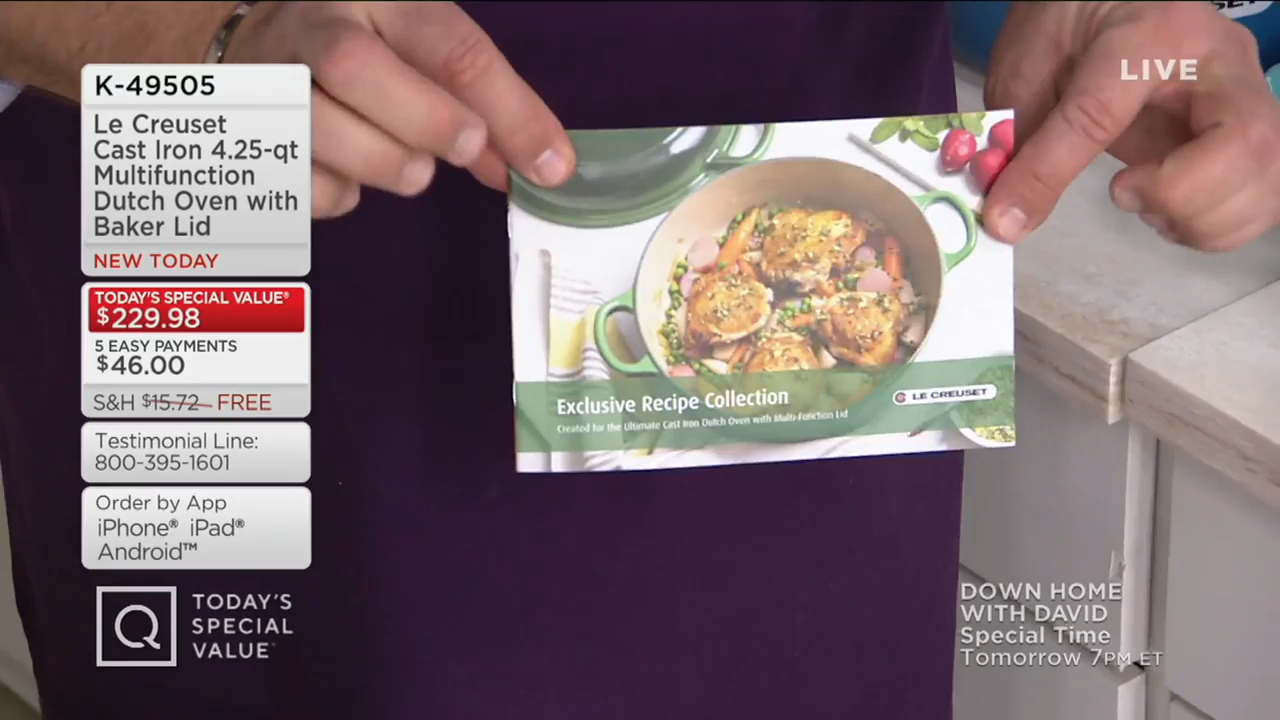 LIVE
K-49505
Le Creuset
Cast Iron 4.25-qt
Multifunction
Dutch Oven with
Baker Lid
NEW TODAY
TODAY'S SPECIAL VALUE®
$229.98
5 EASY PAYMENTS
$46.00
S&H $15.72 FREE
Testimonial Line:
800-395-1601
Order by App
iPhone® iPad®
Android™
Q
TODAY'S
SPECIAL
VALUE
Exclusive Recipe Collection
Created for the Ultimate Cast Iron Dutch Oven with Multi-Function Lid
LE CREUSET
DOWN HOME
WITH DAVID
Special Time
Tomorrow 7PM ET